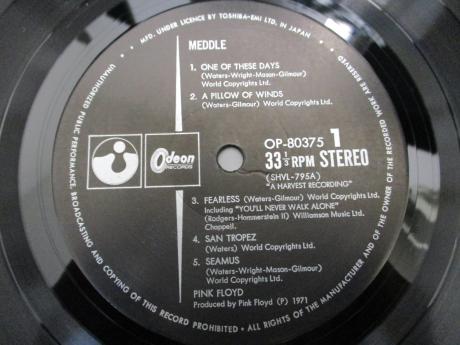 MFD. UNDER LICENCE BY TOSHIBA-EMI LTD, IN JAPAN
UNAUTHORIZED PUBLIC PERFORMANCE, BROADCASTING AND COPYING OF THIS RECORD PROHIBITED • ALL RIGHTS OF THE MANUFACTURER AND OF THE OWNER OF THE RECORDED WORK ARE RESERVED
MEDDLE
1. ONE OF THESE DAYS
(Waters-Wright-Mason-Gilmour)
World Copyrights Ltd.
2. A PILLOW OF WINDS
(Waters-Gilmour) World Copyrights Ltd.
Odeon
RECORDS
OP-80375 1
33 1/3 RPM STEREO
(SHVL-795A)
"A HARVEST RECORDING"
3. FEARLESS (Waters-Gilmour) World Copyrights Ltd.
Including "YOU'LL NEVER WALK ALONE"
(Rodgers-Hommerstein II) Williamson Music Ltd.
Chappell.
4. SAN TROPEZ
(Waters) World Copyrights Ltd.
5. SEAMUS
(Waters-Wright-Mason-Gilmour)
World Copyrights Ltd.
PINK FLOYD
Produced by Pink Floyd (P) 1971